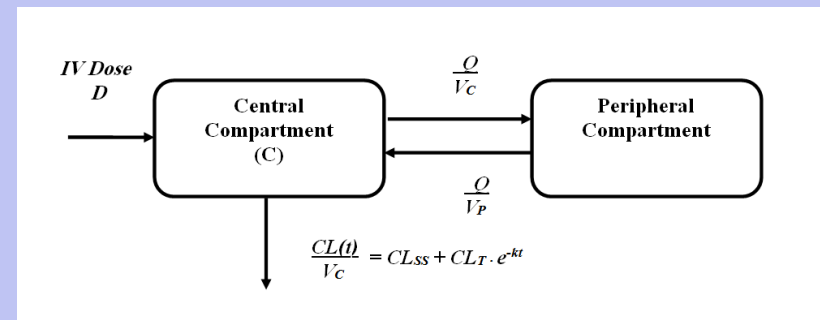 IV Dose
D
Central
Compartment
(C)
Q
Vc
Peripheral
Compartment
Q
VP
CL(t)
Vc
= CLSS + CLT . e-kt